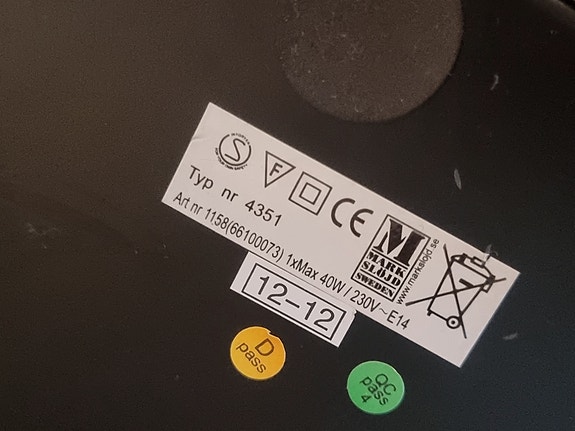 S
F
CE
Typ nr 4351
Art nr 1158(66100073) 1xMax 40W / 230V~E14
M
MARK
SLÖJD
SWEDEN
www.markslojd.se
12-12
D
pass
QC
pass
4